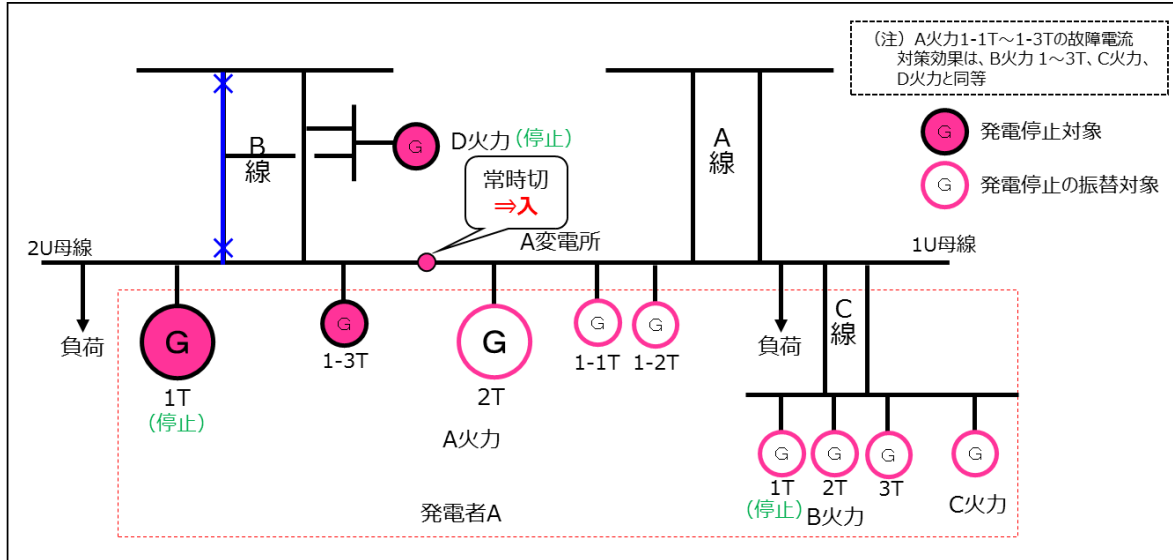 （注）A火力1-1T～1-3Tの故障電流
対策効果は、B火力 1～3T、C火力、
D火力と同等
G 発電停止対象
G 発電停止の振替対象
B
線
G
D火力（停止）
A
線
常時切
⇒入
A変電所
2U母線
1U母線
負荷
G
1T
（停止）
G
1-3T
G
2T
G
1-1T
G
1-2T
負荷
C
線
A火力
G
1T
（停止）
G
2T
G
3T
B火力
G
C火力
発電者A